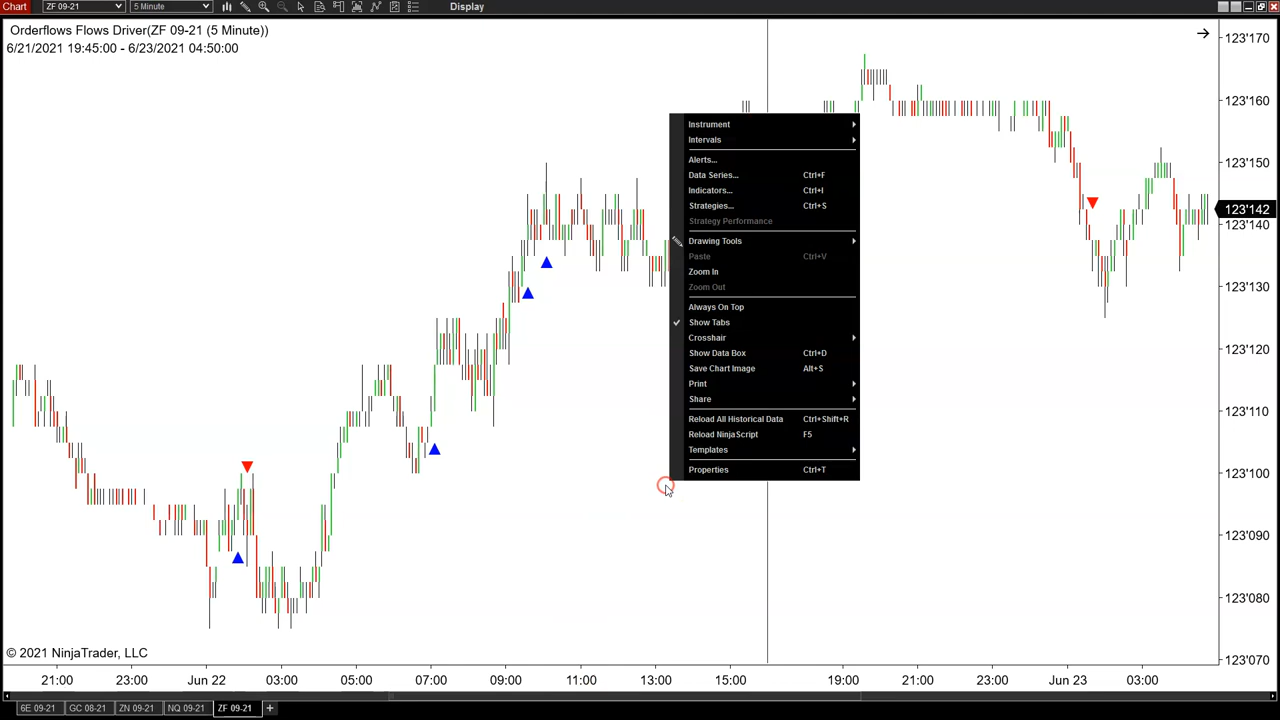 Chart ZF 09-21 5 Minute Display
Orderflows Flows Driver(ZF 09-21 (5 Minute))
6/21/2021 19:45:00 - 6/23/2021 04:50:00
123'170
123'160
123'150
123'142
123'140
123'130
123'120
123'110
123'100
123'090
123'080
123'070
Instrument
Intervals
Alerts...
Data Series... Ctrl+F
Indicators... Ctrl+I
Strategies... Ctrl+S
Strategy Performance
Drawing Tools
Paste Ctrl+V
Zoom In
Zoom Out
Always On Top
Show Tabs
Crosshair
Show Data Box Ctrl+D
Save Chart Image Alt+S
Print
Share
Reload All Historical Data Ctrl+Shift+R
Reload NinjaScript F5
Templates
Properties Ctrl+T
© 2021 NinjaTrader, LLC
21:00 23:00 Jun 22 03:00 05:00 07:00 09:00 11:00 13:00 15:00 19:00 21:00 23:00 Jun 23 03:00
6E 09-21 GC 08-21 ZN 09-21 NQ 09-21 ZF 09-21 +